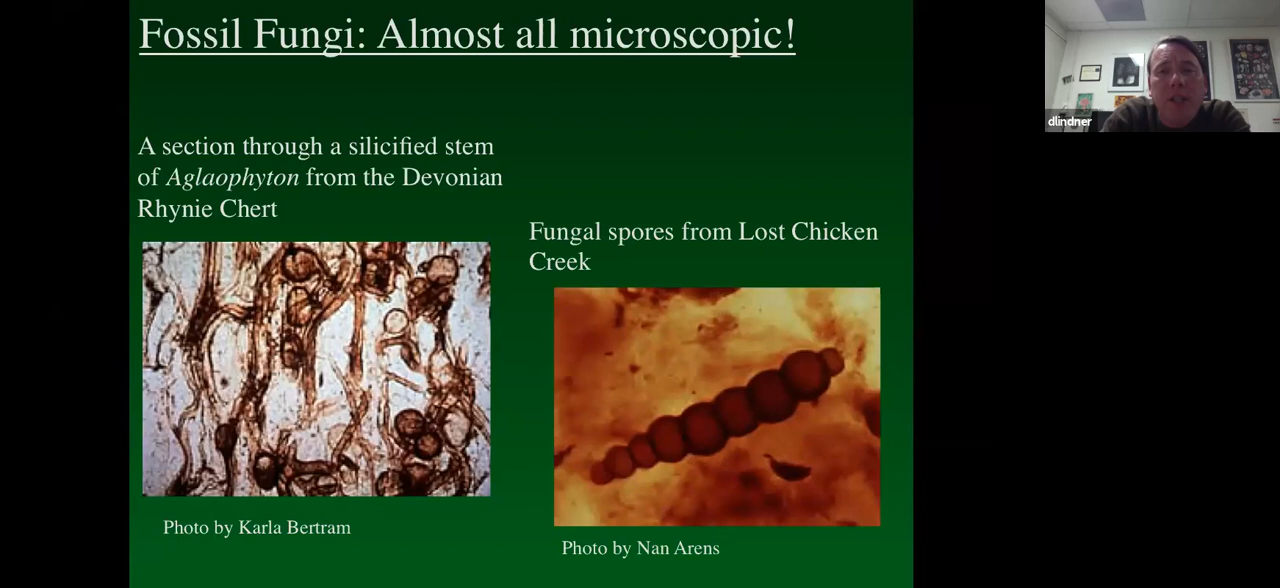 Fossil Fungi: Almost all microscopic!
A section through a silicified stem
of Aglaophyton from the Devonian
Rhynie Chert
Fungal spores from Lost Chicken
Creek
Photo by Karla Bertram
Photo by Nan Arens
dlindner